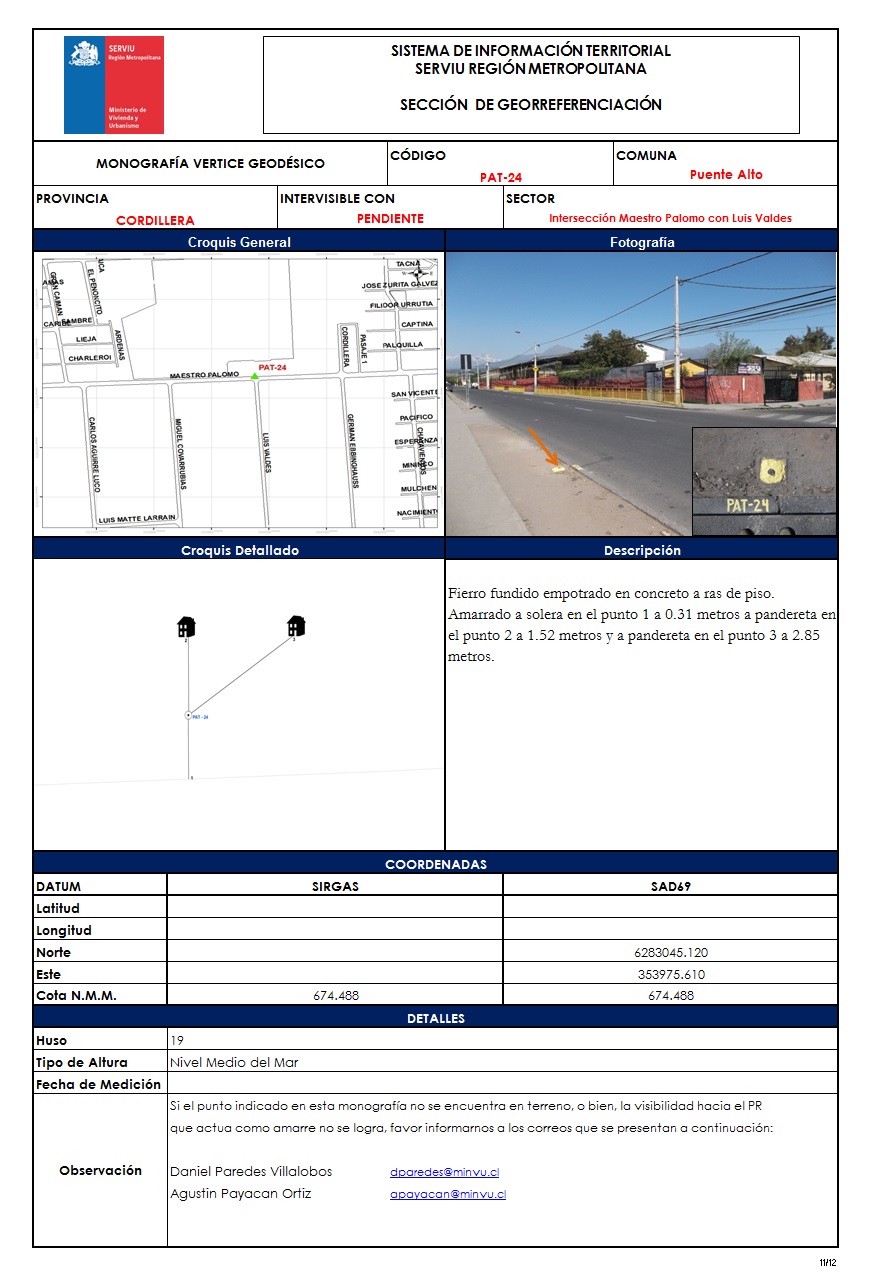 SERVIU
Región Metropolitana
Ministerio de
Vivienda y
Urbanismo
SISTEMA DE INFORMACIÓN TERRITORIAL
SERVIU REGIÓN METROPOLITANA
SECCIÓN DE GEORREFERENCIACIÓN
MONOGRAFÍA VERTICE GEODÉSICO
CÓDIGO
PAT-24
COMUNA
Puente Alto
PROVINCIA
CORDILLERA
INTERVISIBLE CON
PENDIENTE
SECTOR
Intersección Maestro Palomo con Luis Valdes
Croquis General
Fotografía
TACNA
JOSE ZURITA GALVEZ
GRAN CAIMAN
EL PENONCITO
FILIDOR URRUTIA
CAPTINA
SAMBRE
LIEJA
CHARLEROI
ARDENAS
CORDILLERA
PASAJE 1
PALQUILLA
MAESTRO PALOMO
PAT-24
SAN VICENTE
PACIFICO
ESPERANZA
MININCO
MULCHEN
CARLOS AGUIRRE LUCO
MIGUEL COVARRUBIAS
LUIS VALDES
GERMAN EBBINGHAUSS
LUIS MATTE LARRAIN
PAT-24
Croquis Detallado
Descripción
2
3
PAT - 24
1
Fierro fundido empotrado en concreto a ras de piso.
Amarrado a solera en el punto 1 a 0.31 metros a pandereta en
el punto 2 a 1.52 metros y a pandereta en el punto 3 a 2.85
metros.
COORDENADAS
DATUM SIRGAS SAD69
Latitud
Longitud
Norte 6283045.120
Este 353975.610
Cota N.M.M. 674.488 674.488
DETALLES
Huso 19
Tipo de Altura Nivel Medio del Mar
Fecha de Medición
Observación
Si el punto indicado en esta monografía no se encuentra en terreno, o bien, la visibilidad hacia el PR
que actua como amarre no se logra, favor informarnos a los correos que se presentan a continuación:
Daniel Paredes Villalobos dparedes@minvu.cl
Agustin Payacan Ortiz apayacan@minvu.cl
11/12